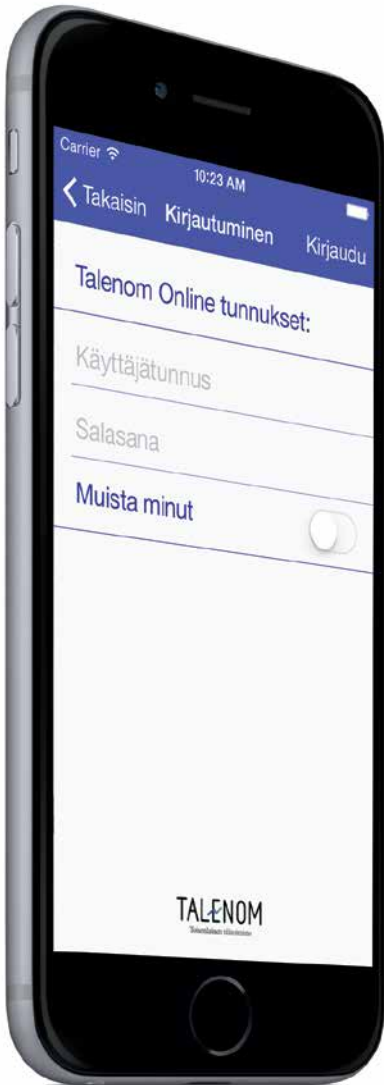 Carrier
10:23 AM
Takaisin Kirjautuminen Kirjaudu
Talenom Online tunnukset:
Käyttäjätunnus
Salasana
Muista minut
TALENOM